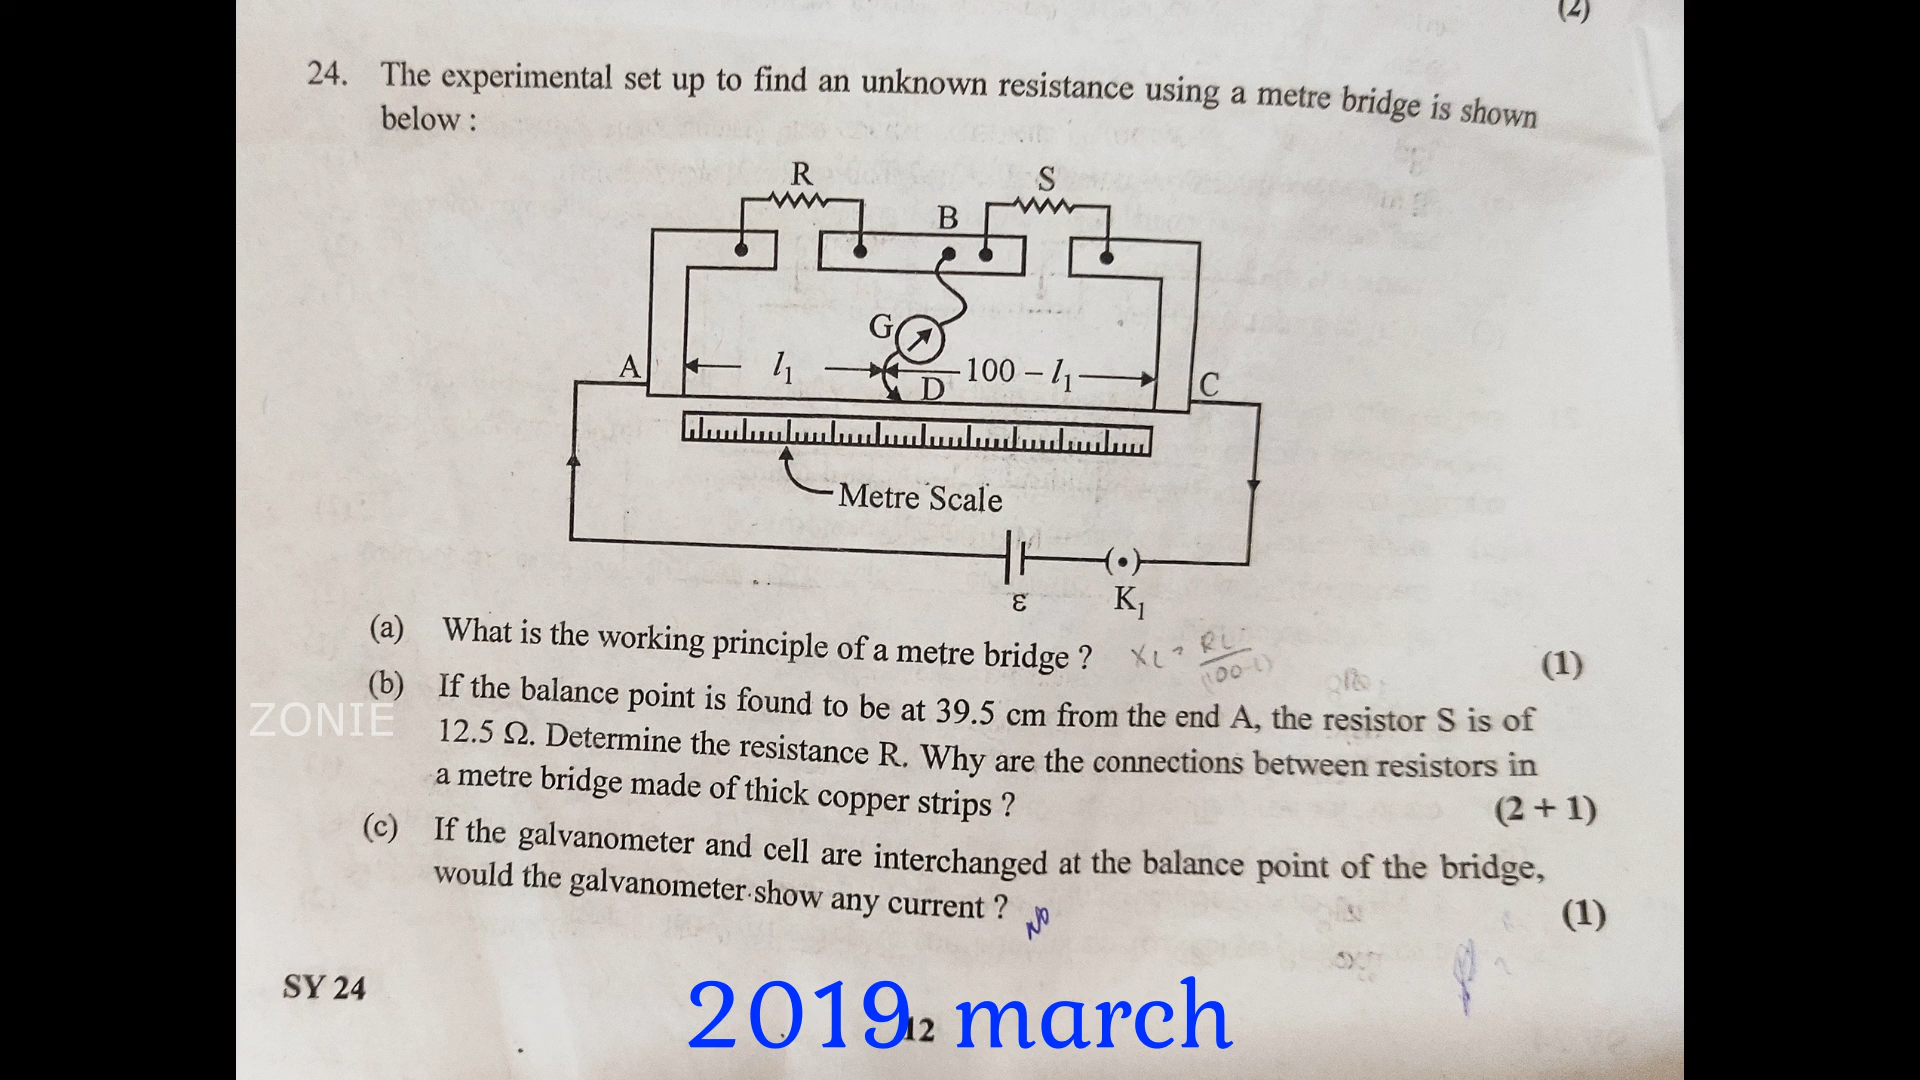 (2)
24. The experimental set up to find an unknown resistance using a metre bridge is shown
below :
R
S
B
G
A
l1
100 – l1
D
C
Metre Scale
ε
K1
(a) What is the working principle of a metre bridge ?
(1)
(b) If the balance point is found to be at 39.5 cm from the end A, the resistor S is of
12.5 Ω. Determine the resistance R. Why are the connections between resistors in
a metre bridge made of thick copper strips ?
(2 + 1)
(c) If the galvanometer and cell are interchanged at the balance point of the bridge,
would the galvanometer show any current ? NO
(1)
ZONIE
SY 24
12
2019 march